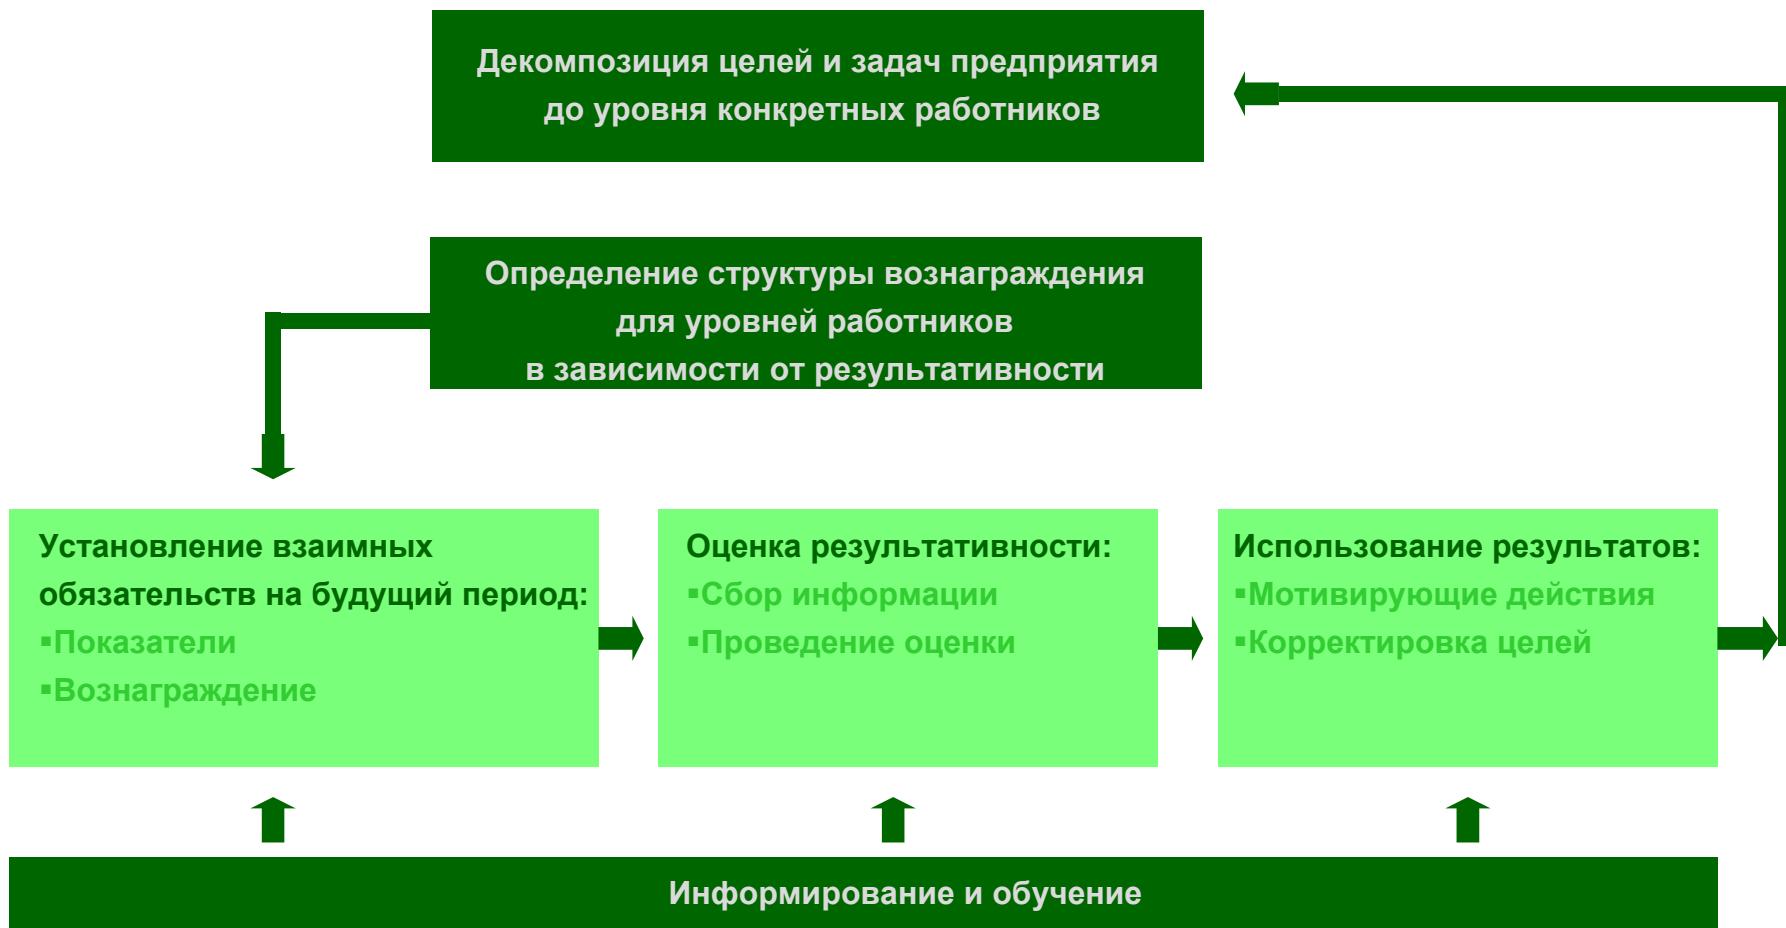 Декомпозиция целей и задач предприятия
до уровня конкретных работников
Определение структуры вознаграждения
для уровней работников
в зависимости от результативности
Установление взаимных
обязательств на будущий период:
▪Показатели
▪Вознаграждение
Оценка результативности:
▪Сбор информации
▪Проведение оценки
Использование результатов:
▪Мотивирующие действия
▪Корректировка целей
Информирование и обучение